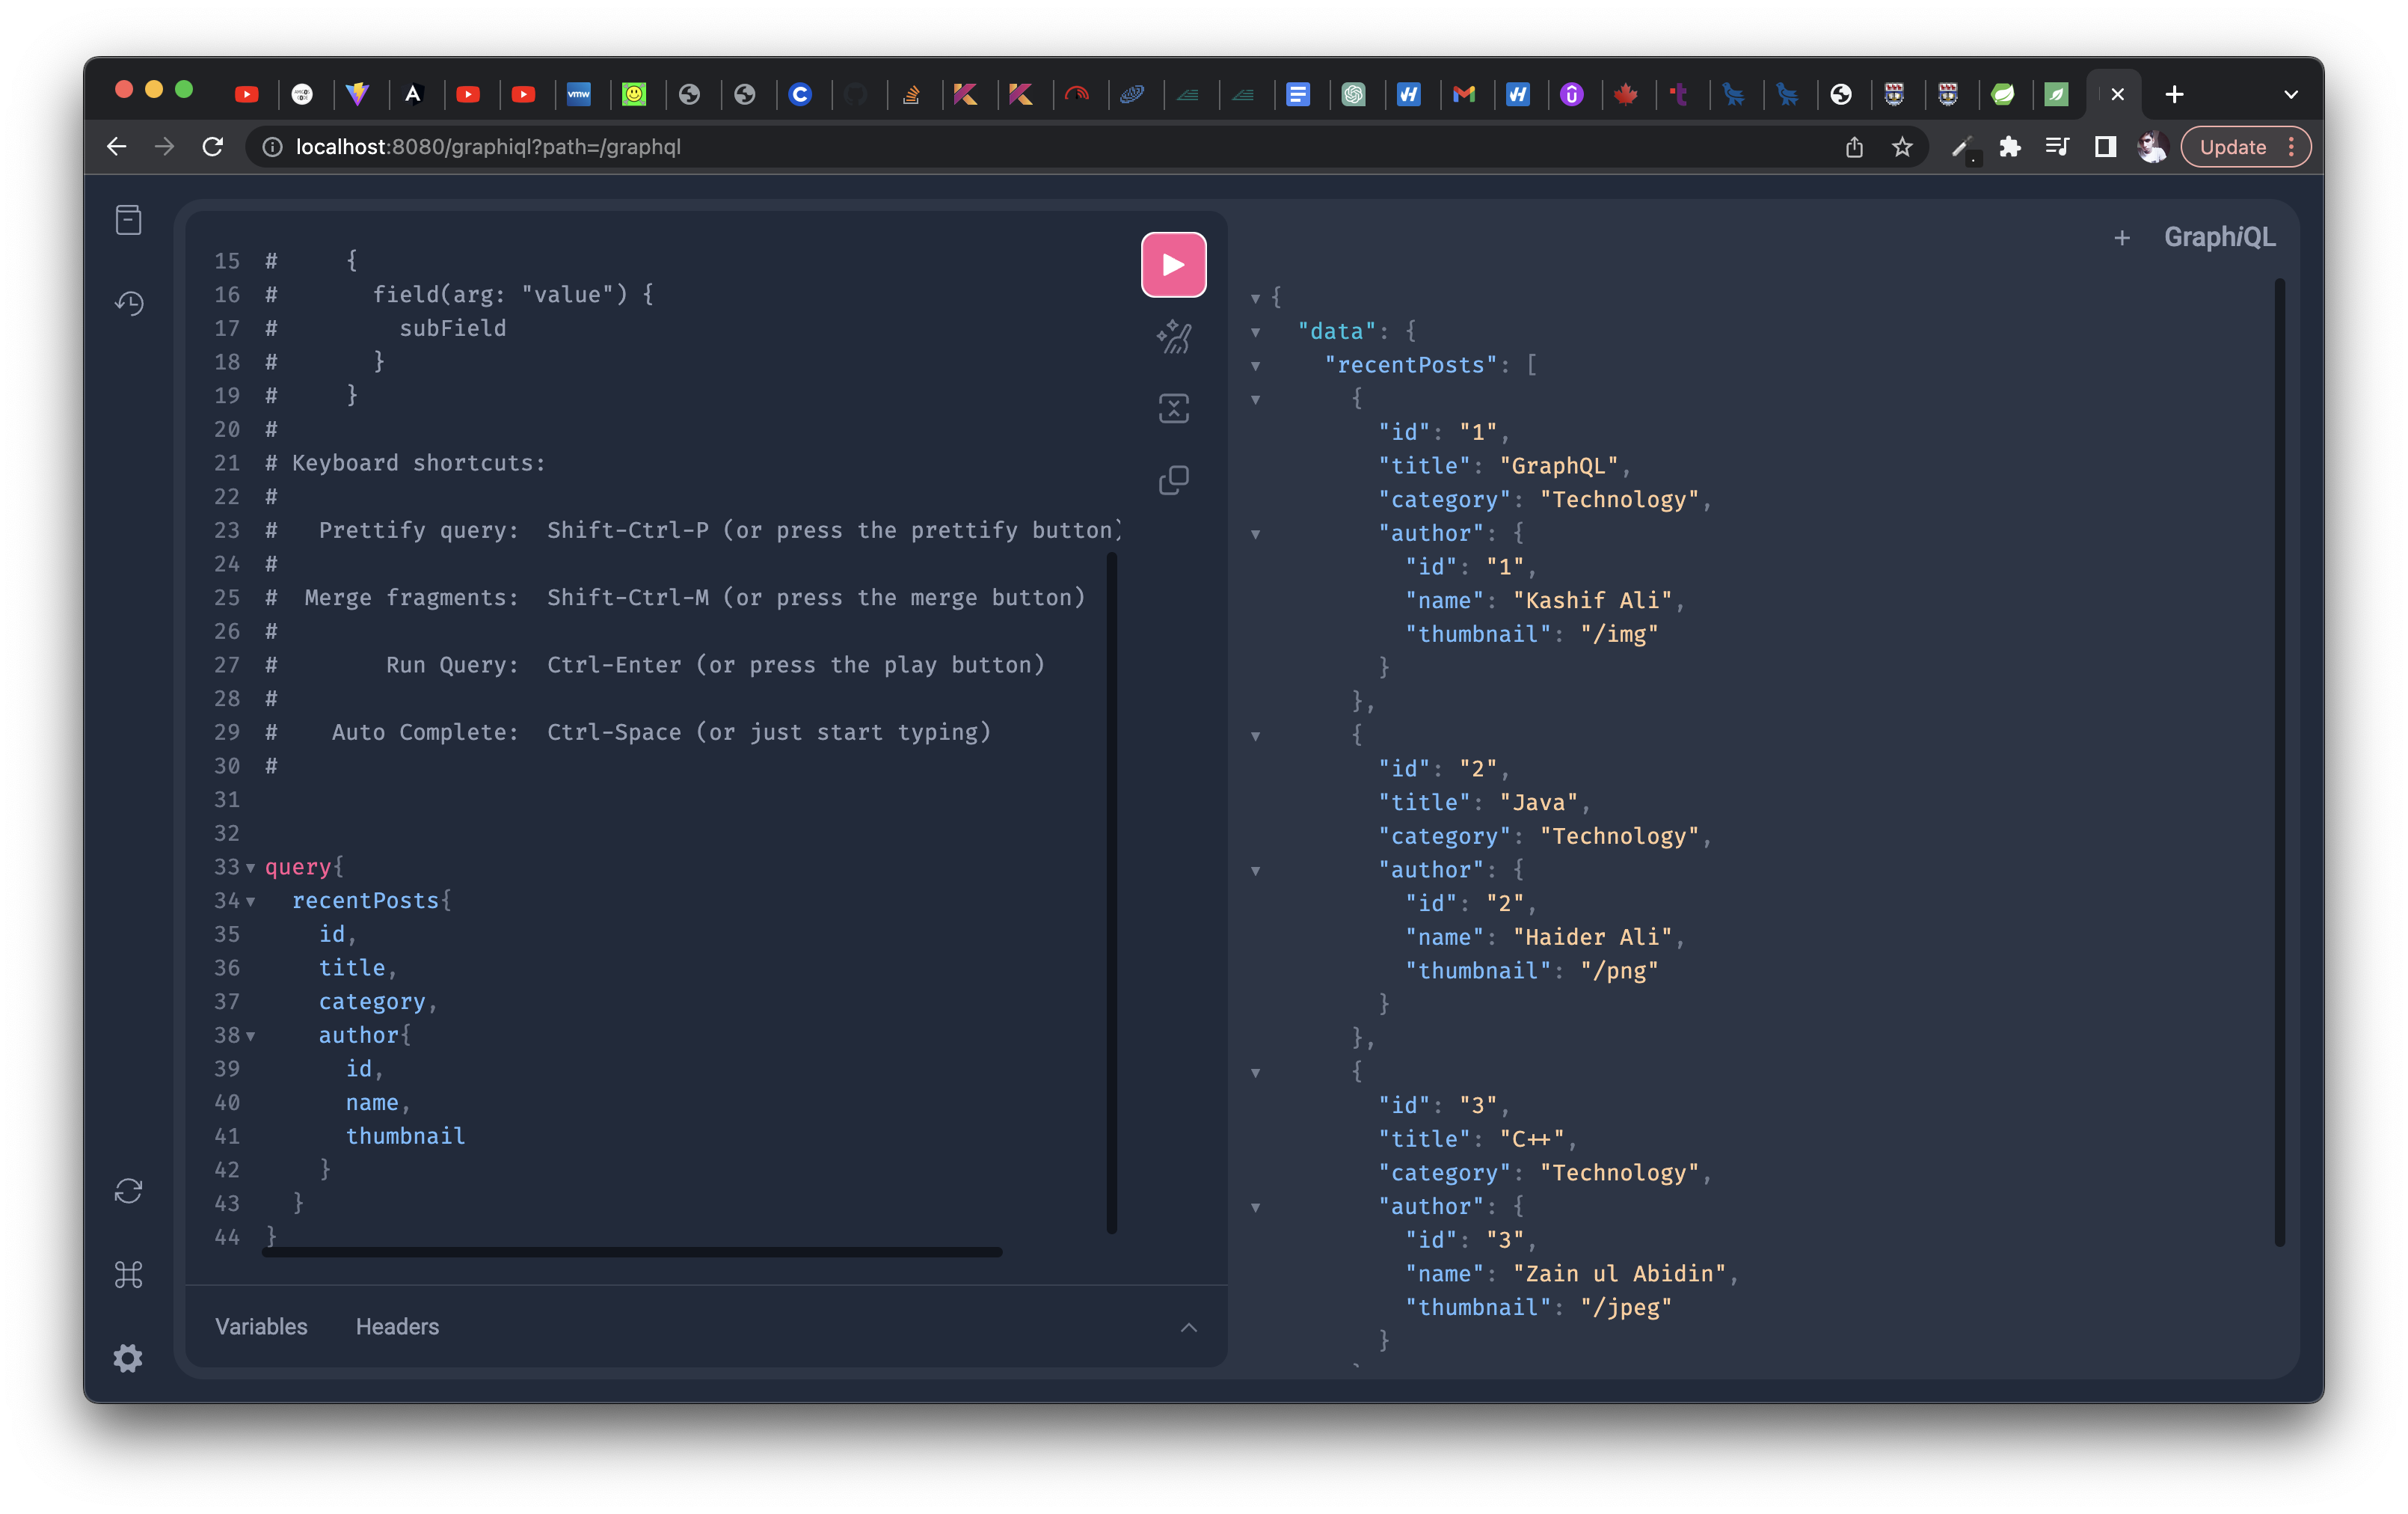 vmw
A
C
t
Update
localhost:8080/graphiql?path=/graphql
15 #     {
16 #       field(arg: "value") {
17 #         subField
18 #       }
19 #     }
20 #
21 # Keyboard shortcuts:
22 #
23 #   Prettify query:  Shift-Ctrl-P (or press the prettify button)
24 #
25 #  Merge fragments:  Shift-Ctrl-M (or press the merge button)
26 #
27 #        Run Query:  Ctrl-Enter (or press the play button)
28 #
29 #    Auto Complete:  Ctrl-Space (or just start typing)
30 #
31
32
33 query{
34   recentPosts{
35     id,
36     title,
37     category,
38     author{
39       id,
40       name,
41       thumbnail
42     }
43   }
44 }
Variables Headers
GraphiQL
{
  "data": {
    "recentPosts": [
      {
        "id": "1",
        "title": "GraphQL",
        "category": "Technology",
        "author": {
          "id": "1",
          "name": "Kashif Ali",
          "thumbnail": "/img"
        }
      },
      {
        "id": "2",
        "title": "Java",
        "category": "Technology",
        "author": {
          "id": "2",
          "name": "Haider Ali",
          "thumbnail": "/png"
        }
      },
      {
        "id": "3",
        "title": "C++",
        "category": "Technology",
        "author": {
          "id": "3",
          "name": "Zain ul Abidin",
          "thumbnail": "/jpeg"
        }